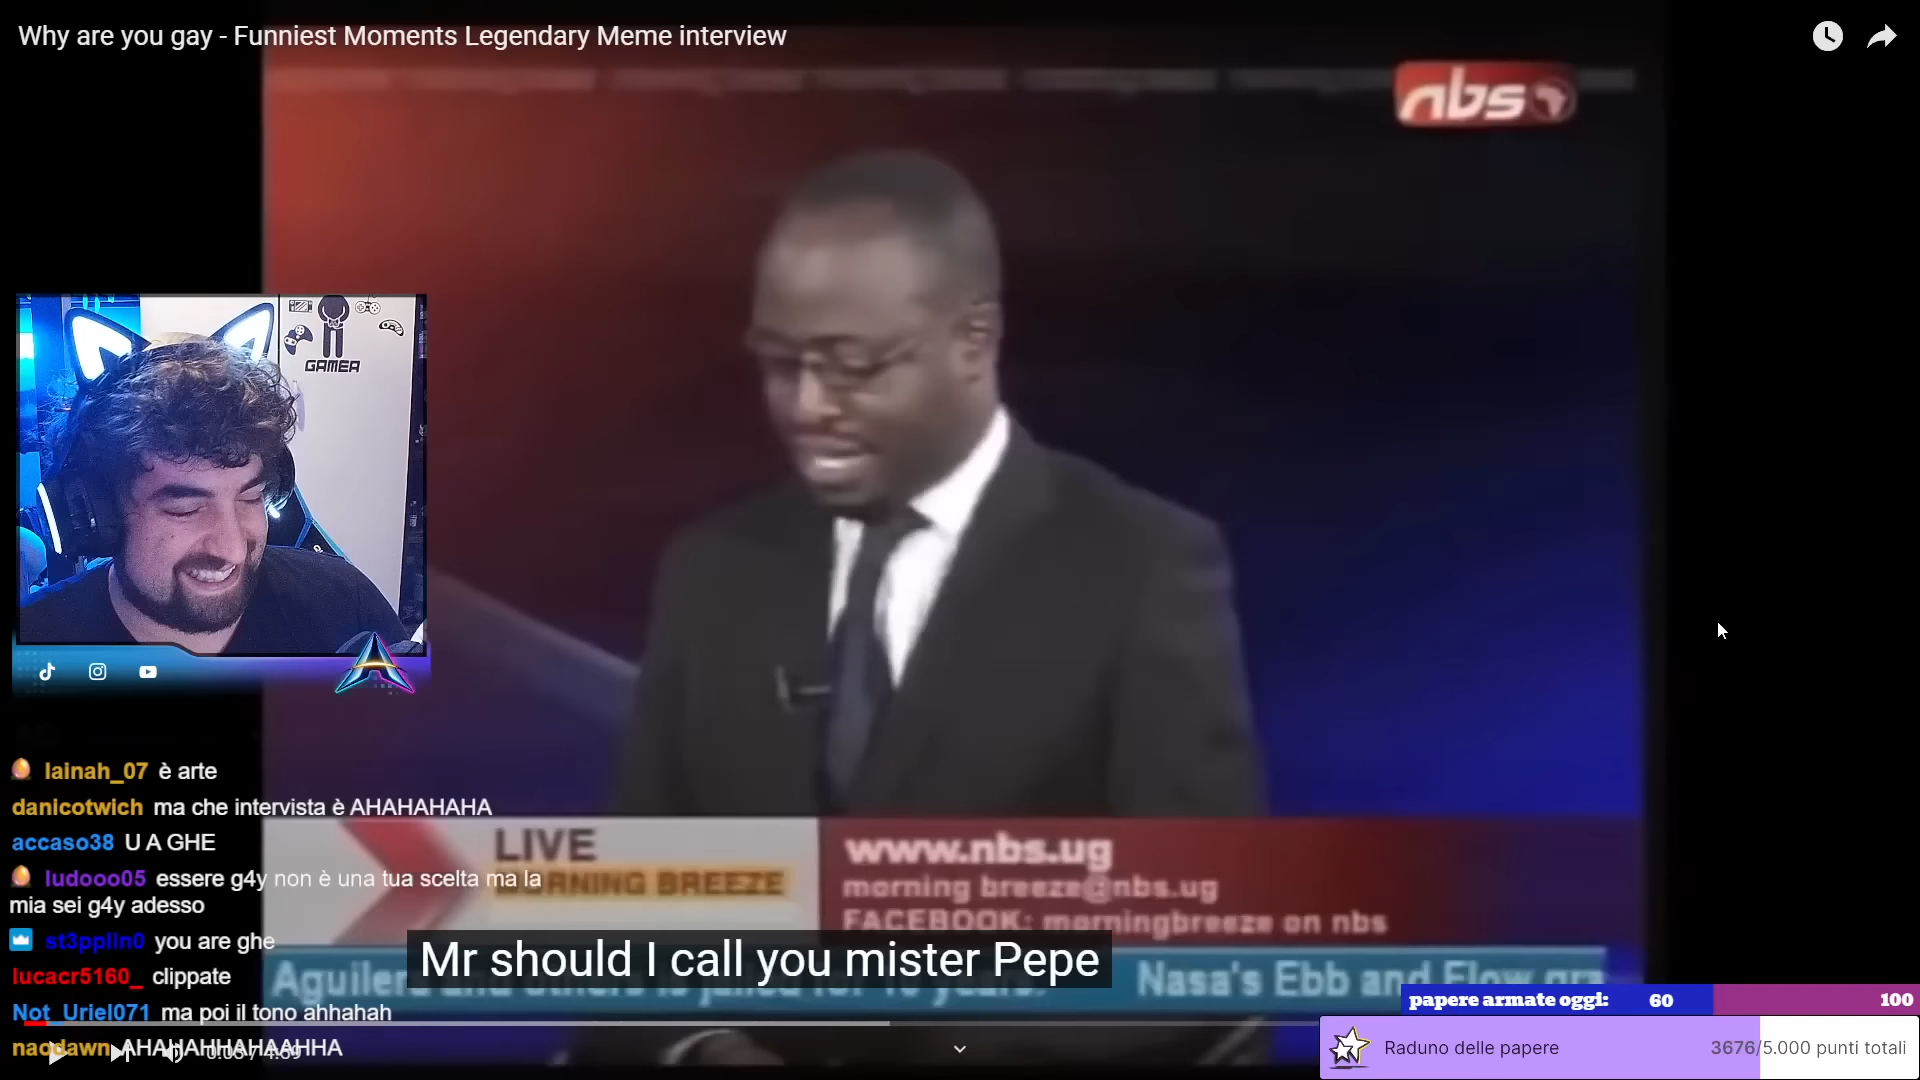 Why are you gay - Funniest Moments Legendary Meme interview
nbs
GAMER
lainah_07 è arte
danicotwich ma che intervista è AHAHAHAHA
accaso38 U A GHE
ludooo05 essere g4y non è una tua scelta ma la
mia sei g4y adesso
st3pplin0 you are ghe
lucacr5160_ clippate
Not_Uriel071 ma poi il tono ahhahah
naodawn AHAHAHHAHAAHHA
LIVE
MORNING BREEZE
www.nbs.ug
morning breeze@nbs.ug
FACEBOOK: morningbreeze on nbs
Mr should I call you mister Pepe
Nasa's Ebb and Flow
papere armate oggi: 60 100
Raduno delle papere 3676/5.000 punti totali